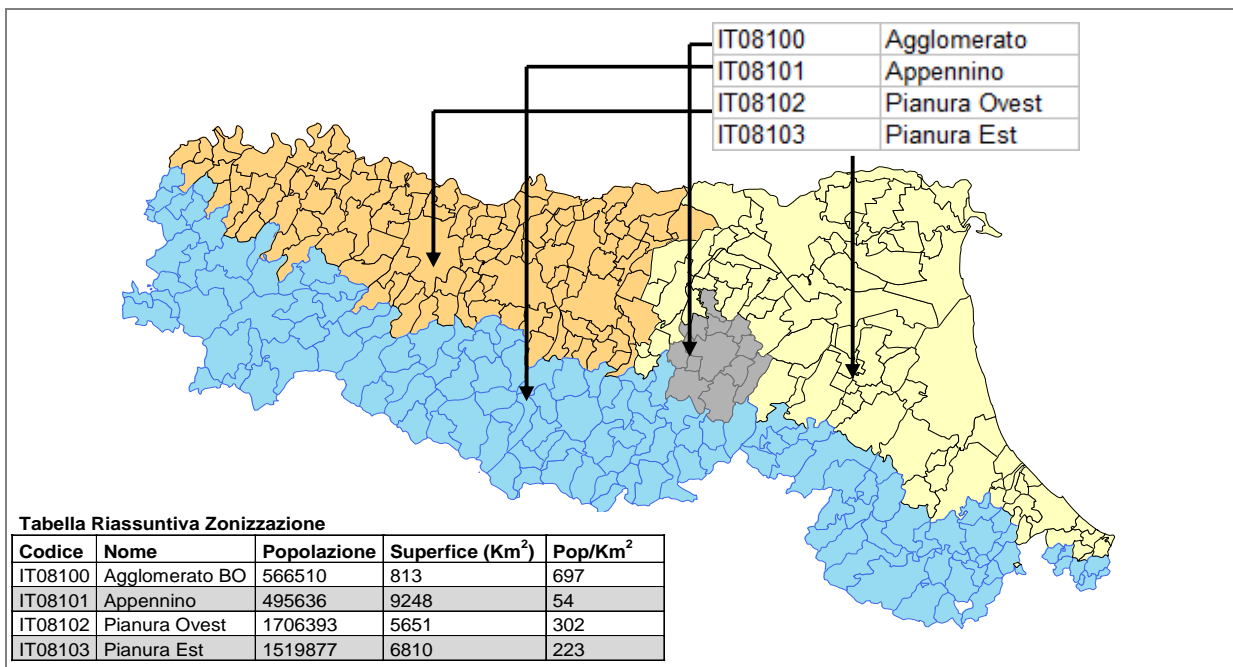 IT08100 Agglomerato
IT08101 Appennino
IT08102 Pianura Ovest
IT08103 Pianura Est
Tabella Riassuntiva Zonizzazione
Codice Nome Popolazione Superfice (Km²) Pop/Km²
IT08100 Agglomerato BO 566510 813 697
IT08101 Appennino 495636 9248 54
IT08102 Pianura Ovest 1706393 5651 302
IT08103 Pianura Est 1519877 6810 223